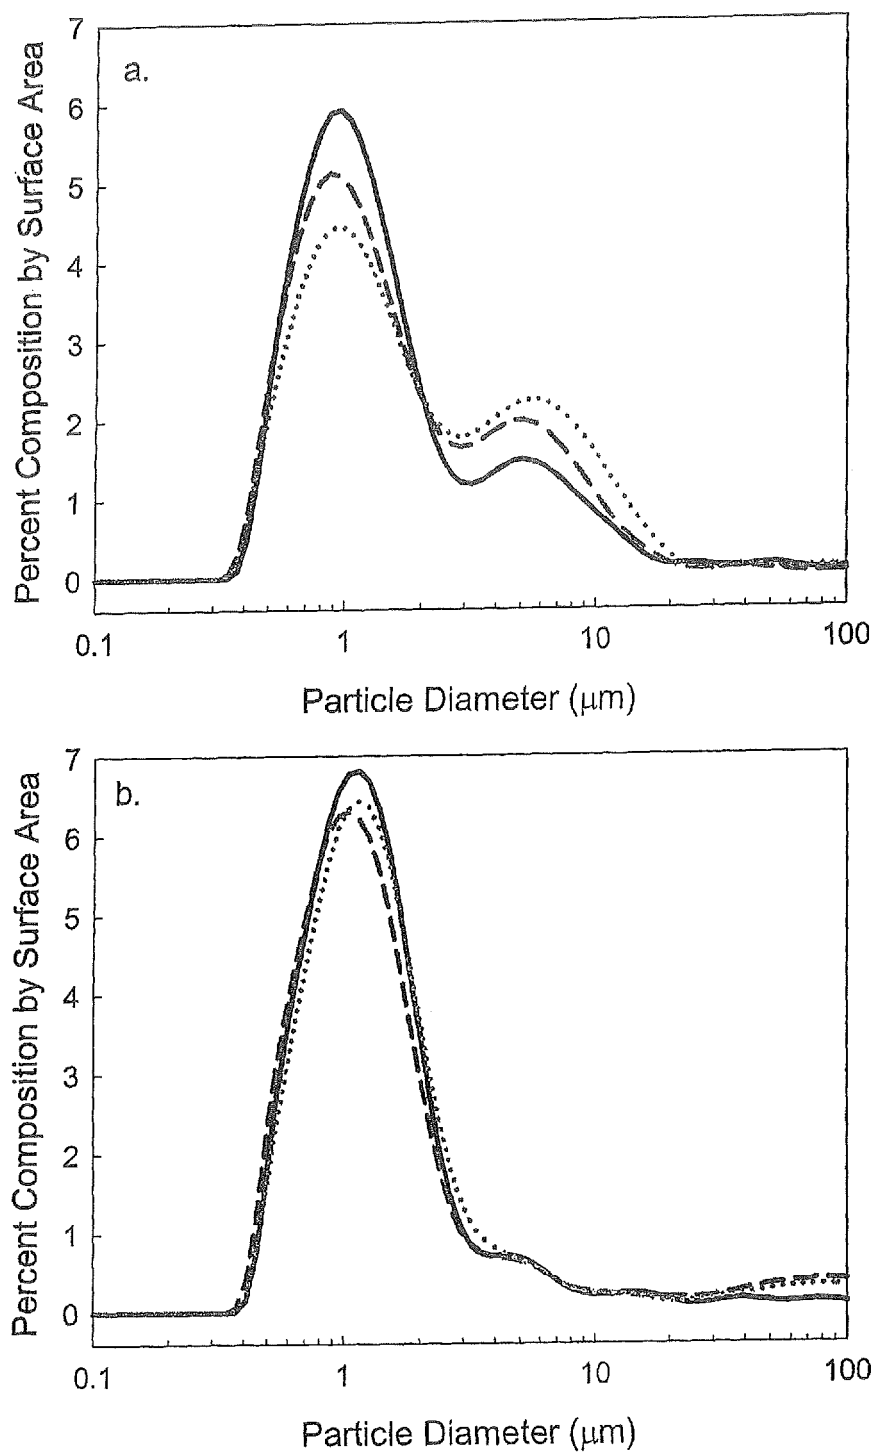 7
a.
6
5
4
3
2
1
0
Percent Composition by Surface Area
0.1 1 10 100
Particle Diameter (μm)
7
b.
6
5
4
3
2
1
0
Percent Composition by Surface Area
0.1 1 10 100
Particle Diameter (μm)